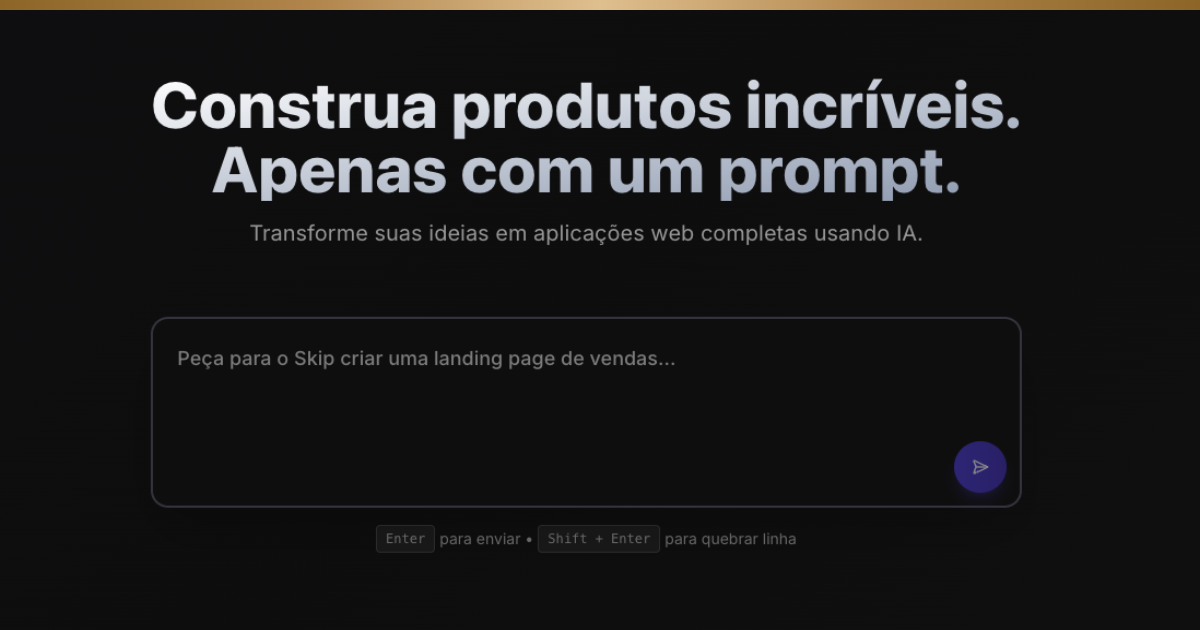 Construa produtos incríveis.
Apenas com um prompt.
Transforme suas ideias em aplicações web completas usando IA.
Peça para o Skip criar uma landing page de vendas...
Enter para enviar • Shift + Enter para quebrar linha